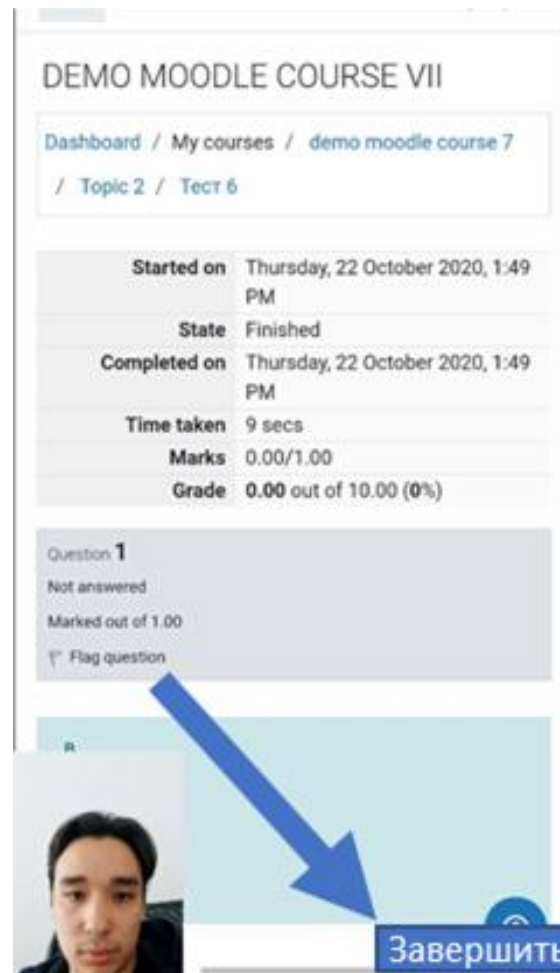 DEMO MOODLE COURSE VII
Dashboard / My courses / demo moodle course 7
/ Topic 2 / Тест 6
Started on Thursday, 22 October 2020, 1:49
PM
State Finished
Completed on Thursday, 22 October 2020, 1:49
PM
Time taken 9 secs
Marks 0.00/1.00
Grade 0.00 out of 10.00 (0%)
Question 1
Not answered
Marked out of 1.00
Flag question
Завершить